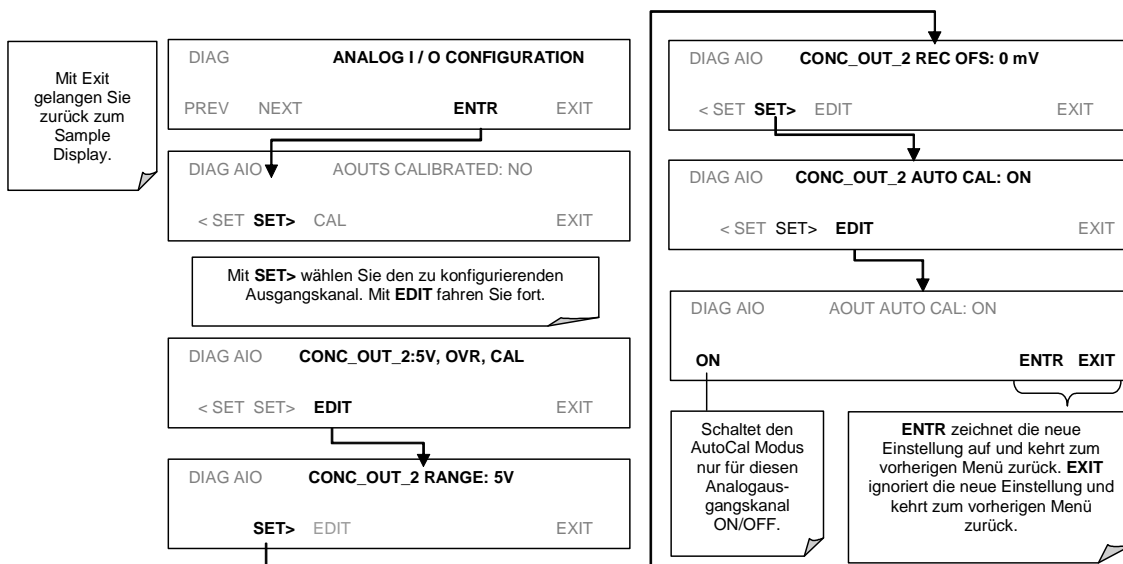 Mit Exit
gelangen Sie
zurück zum
Sample
Display.
DIAG ANALOG I / O CONFIGURATION
PREV NEXT ENTR EXIT
DIAG AIO AOUTS CALIBRATED: NO
< SET SET> CAL EXIT
Mit SET> wählen Sie den zu konfigurierenden
Ausgangskanal. Mit EDIT fahren Sie fort.
DIAG AIO CONC_OUT_2:5V, OVR, CAL
< SET SET> EDIT EXIT
DIAG AIO CONC_OUT_2 RANGE: 5V
SET> EDIT EXIT
DIAG AIO CONC_OUT_2 REC OFS: 0 mV
< SET SET> EDIT EXIT
DIAG AIO CONC_OUT_2 AUTO CAL: ON
< SET SET> EDIT EXIT
DIAG AIO AOUT AUTO CAL: ON
ON ENTR EXIT
Schaltet den
AutoCal Modus
nur für diesen
Analogaus-
gangskanal
ON/OFF.
ENTR zeichnet die neue
Einstellung auf und kehrt zum
vorherigen Menü zurück. EXIT
ignoriert die neue Einstellung und
kehrt zum vorherigen Menü
zurück.